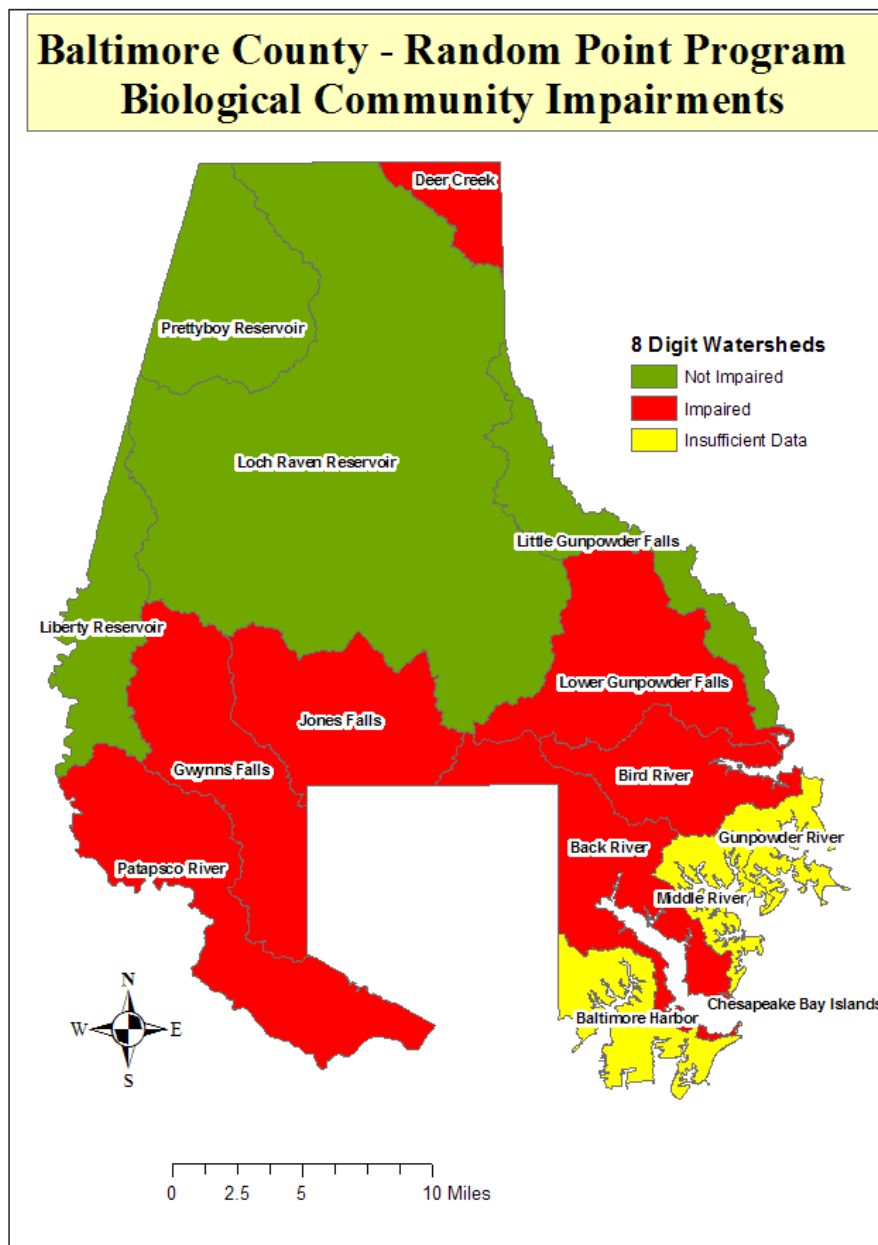 Baltimore County - Random Point Program
Biological Community Impairments
Deer Creek
Prettyboy Reservoir
8 Digit Watersheds
Not Impaired
Impaired
Insufficient Data
Loch Raven Reservoir
Little Gunpowder Falls
Liberty Reservoir
Lower Gunpowder Falls
Jones Falls
Gwynns Falls
Bird River
Gunpowder River
Back River
Patapsco River
Middle River
Chesapeake Bay Islands
Baltimore Harbor
N
W E
S
0 2.5 5 10 Miles